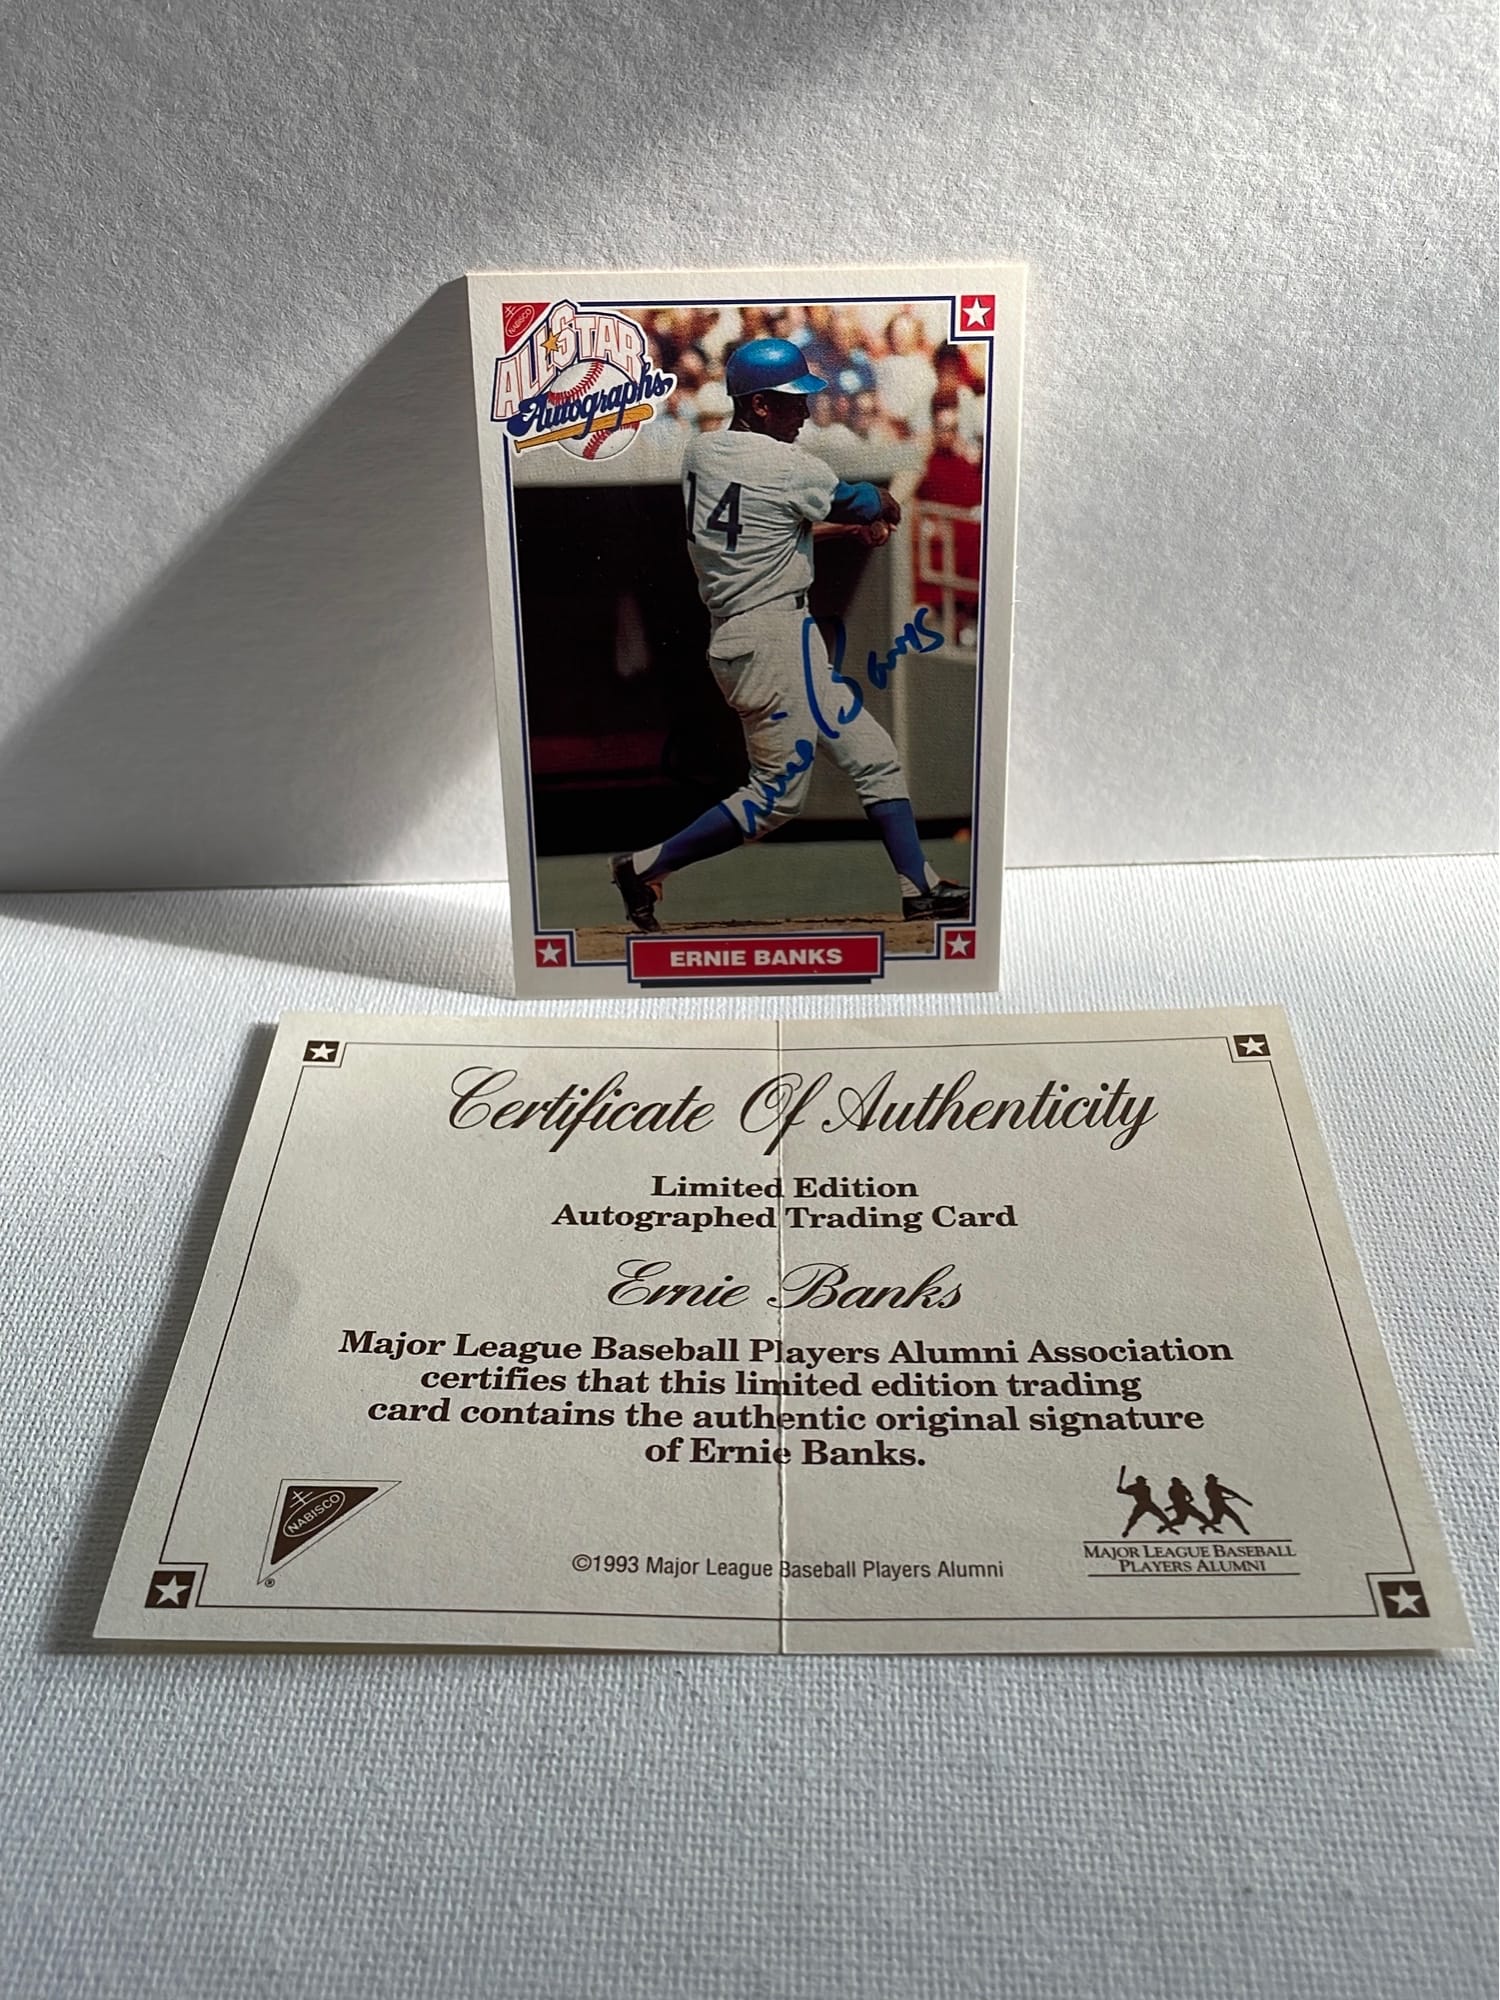 NABISCO
ALL STAR
Autographs
14
Ernie Banks
ERNIE BANKS
Certificate Of Authenticity
Limited Edition
Autographed Trading Card
Ernie Banks
Major League Baseball Players Alumni Association
certifies that this limited edition trading
card contains the authentic original signature
of Ernie Banks.
NABISCO
®
©1993 Major League Baseball Players Alumni
MAJOR LEAGUE BASEBALL
PLAYERS ALUMNI